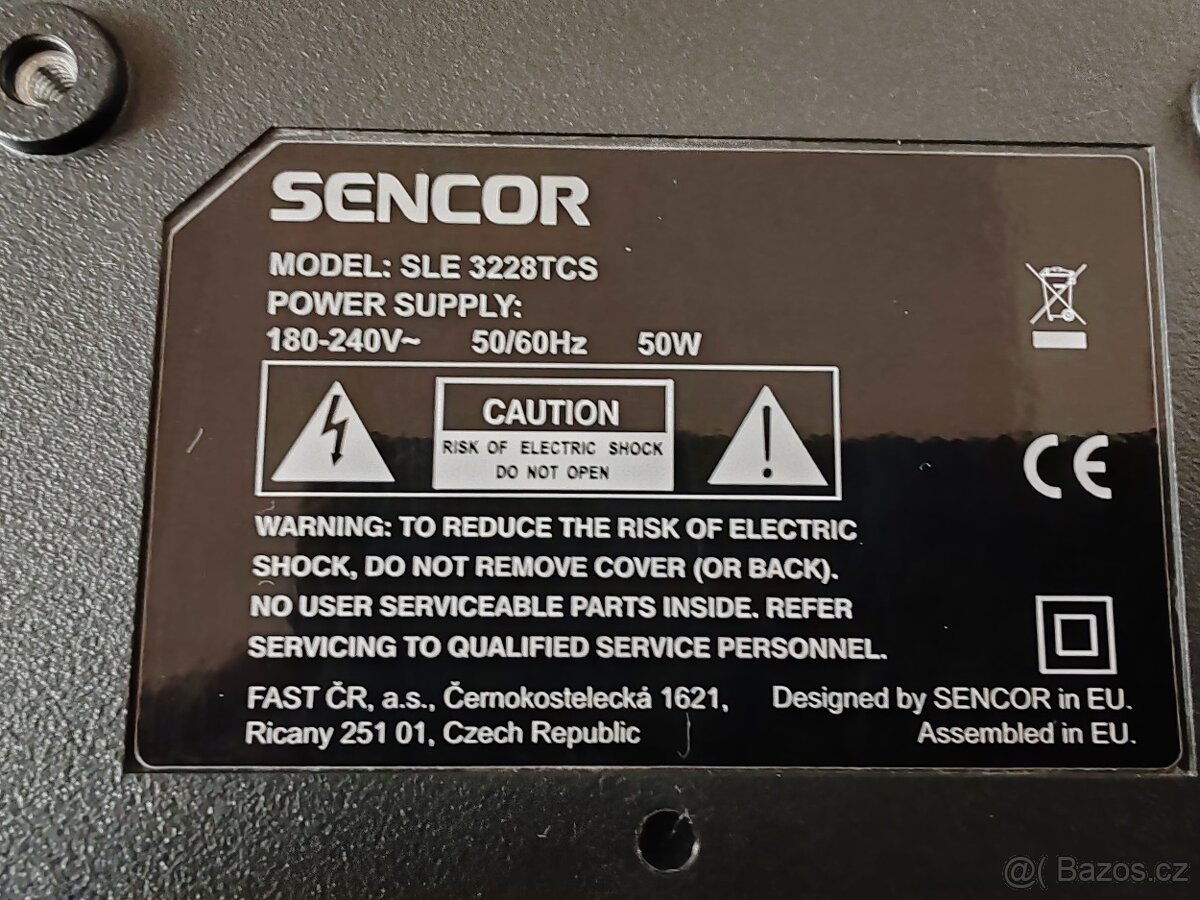 SENCOR
MODEL: SLE 3228TCS
POWER SUPPLY:
180-240V~ 50/60Hz 50W
CAUTION
RISK OF ELECTRIC SHOCK
DO NOT OPEN
CE
WARNING: TO REDUCE THE RISK OF ELECTRIC
SHOCK, DO NOT REMOVE COVER (OR BACK).
NO USER SERVICEABLE PARTS INSIDE. REFER
SERVICING TO QUALIFIED SERVICE PERSONNEL.
FAST ČR, a.s., Černokostelecká 1621,
Ricany 251 01, Czech Republic
Designed by SENCOR in EU.
Assembled in EU.
@( Bazos.cz